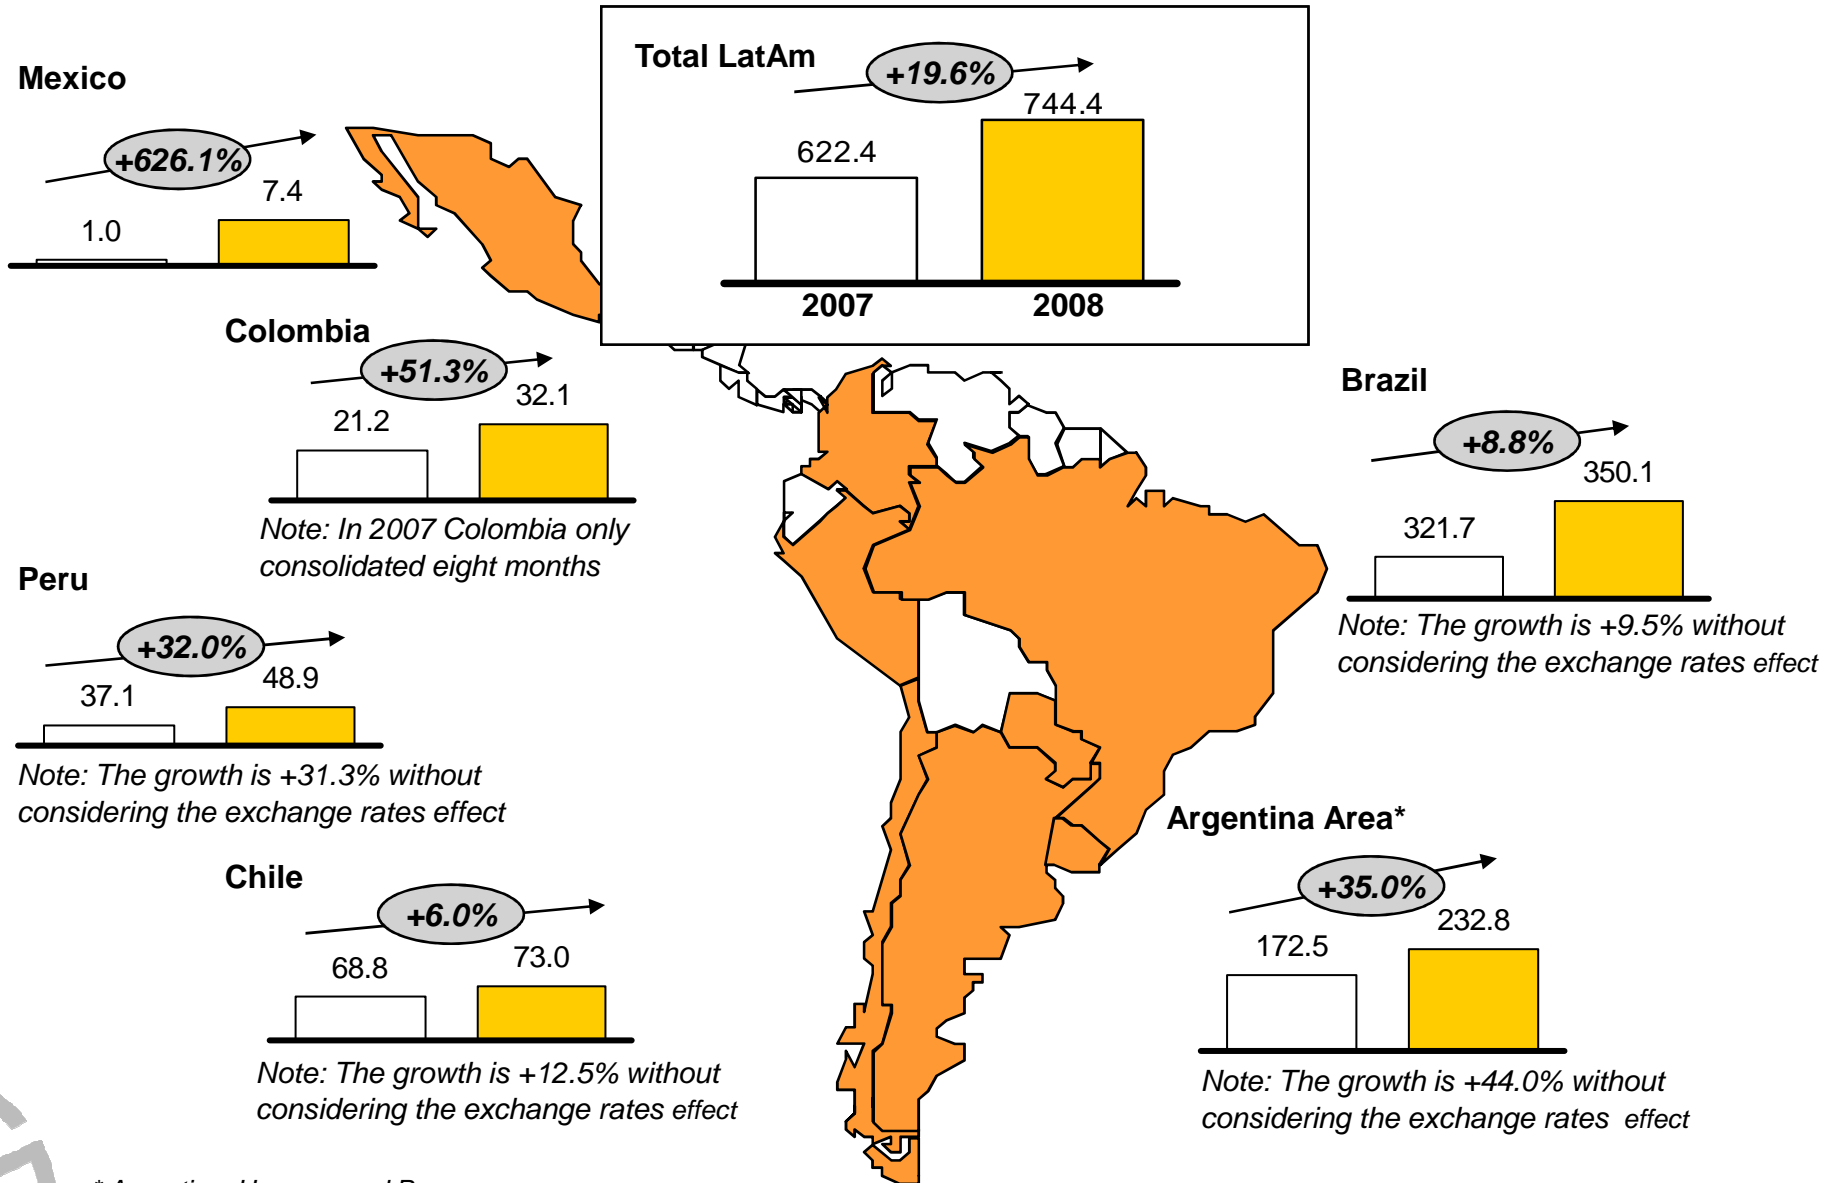 Total LatAm
+19.6%
622.4
744.4
2007
2008
Mexico
+626.1%
1.0
7.4
Colombia
+51.3%
21.2
32.1
Note: In 2007 Colombia only
consolidated eight months
Brazil
+8.8%
321.7
350.1
Note: The growth is +9.5% without
considering the exchange rates effect
Peru
+32.0%
37.1
48.9
Note: The growth is +31.3% without
considering the exchange rates effect
Argentina Area*
+35.0%
172.5
232.8
Note: The growth is +44.0% without
considering the exchange rates effect
Chile
+6.0%
68.8
73.0
Note: The growth is +12.5% without
considering the exchange rates effect